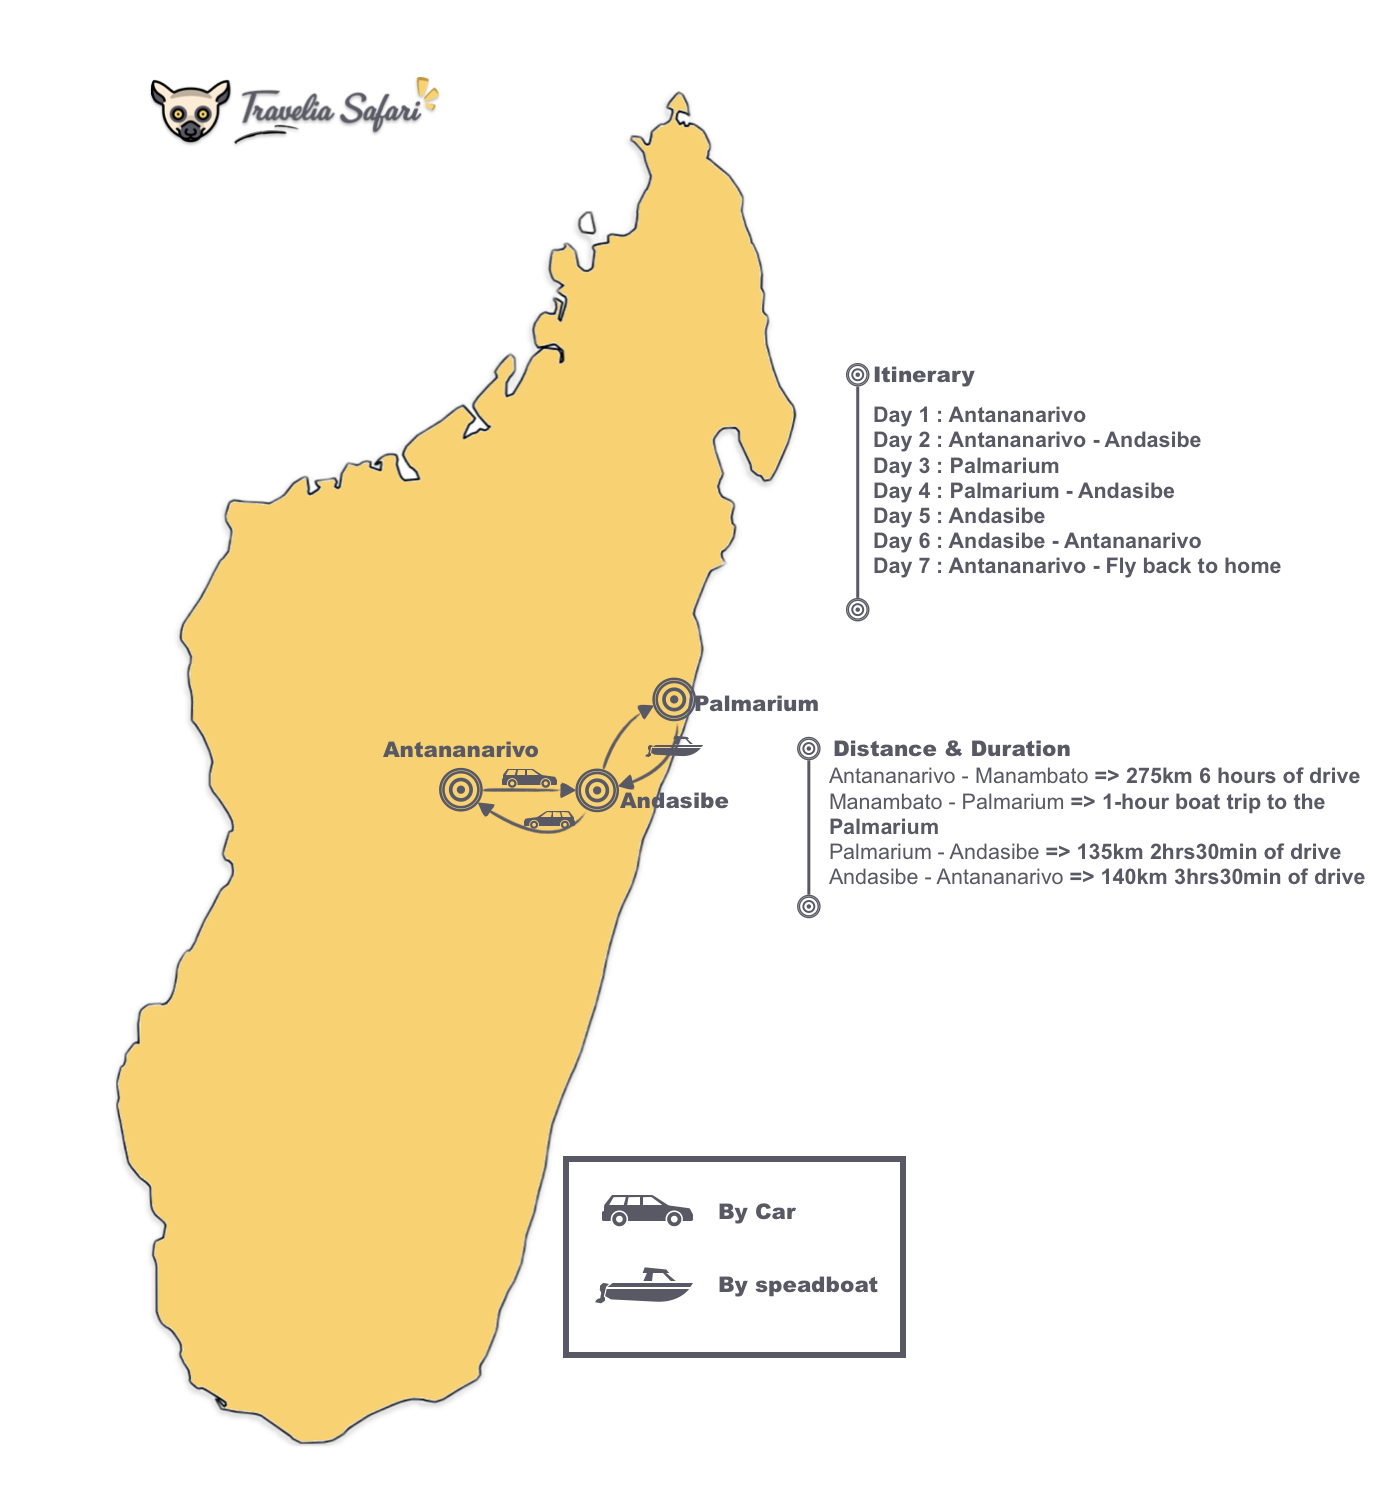 Travelia Safari
Itinerary
Day 1 : Antananarivo
Day 2 : Antananarivo - Andasibe
Day 3 : Palmarium
Day 4 : Palmarium - Andasibe
Day 5 : Andasibe
Day 6 : Andasibe - Antananarivo
Day 7 : Antananarivo - Fly back to home
Palmarium
Antananarivo
Andasibe
Distance & Duration
Antananarivo - Manambato => 275km 6 hours of drive
Manambato - Palmarium => 1-hour boat trip to the
Palmarium
Palmarium - Andasibe => 135km 2hrs30min of drive
Andasibe - Antananarivo => 140km 3hrs30min of drive
By Car
By speadboat